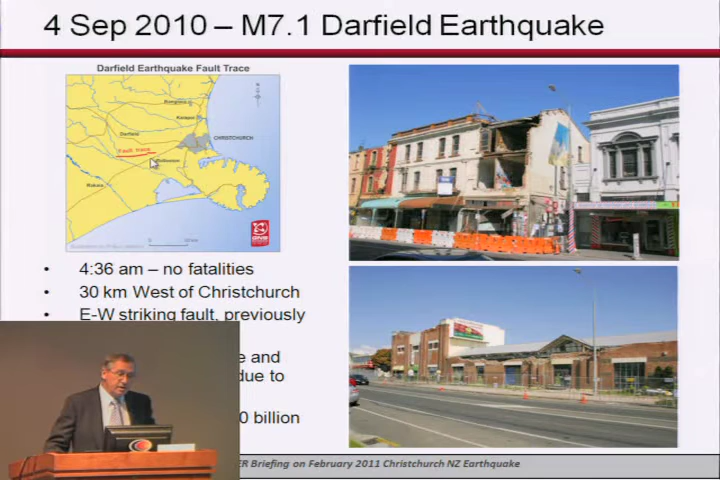 4 Sep 2010 – M7.1 Darfield Earthquake
Darfield Earthquake Fault Trace
Rangiora
Kaiapoi
CHRISTCHURCH
Darfield
Fault trace
Rolleston
Rakaia
GNS
• 4:36 am – no fatalities
• 30 km West of Christchurch
• E-W striking fault, previously
e and
due to
0 billion
ER Briefing on February 2011 Christchurch NZ Earthquake